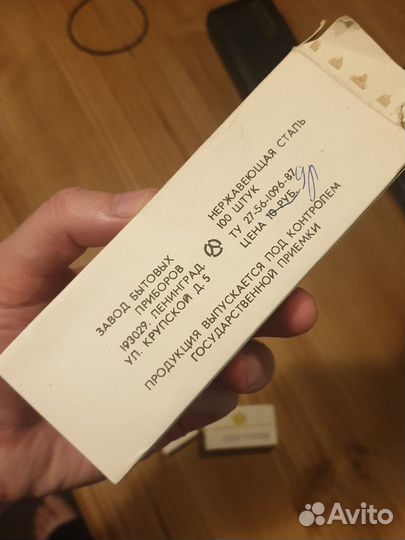 ЗАВОД БЫТОВЫХ
ПРИБОРОВ
193029. ЛЕНИНГРАД.
УЛ. КРУПСКОЙ Д. 5
НЕРЖАВЕЮЩАЯ СТАЛЬ
100 ШТУК
ТУ 27-56-1096-87
ЦЕНА 10 РУБ.
ПРОДУКЦИЯ ВЫПУСКАЕТСЯ ПОД КОНТРОЛЕМ
ГОСУДАРСТВЕННОЙ ПРИЕМКИ
Avito